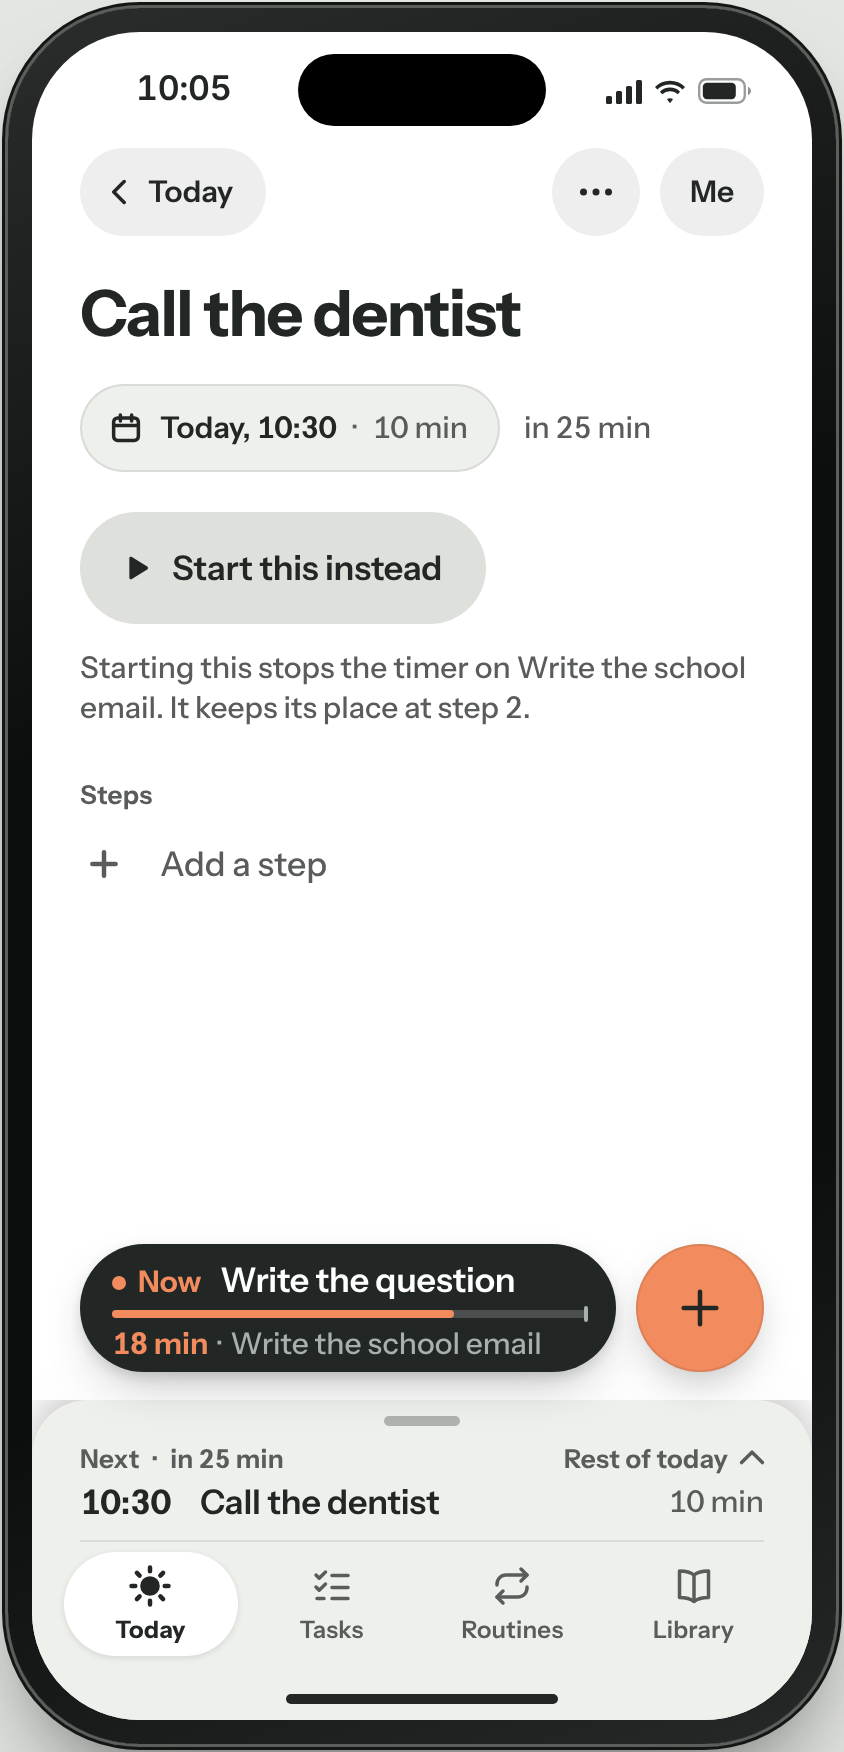 10:05
Today
Me
Call the dentist
Today, 10:30 · 10 min
in 25 min
Start this instead
Starting this stops the timer on Write the school
email. It keeps its place at step 2.
Steps
Add a step
Now Write the question
18 min · Write the school email
Next · in 25 min
Rest of today
10:30 Call the dentist
10 min
Today
Tasks
Routines
Library